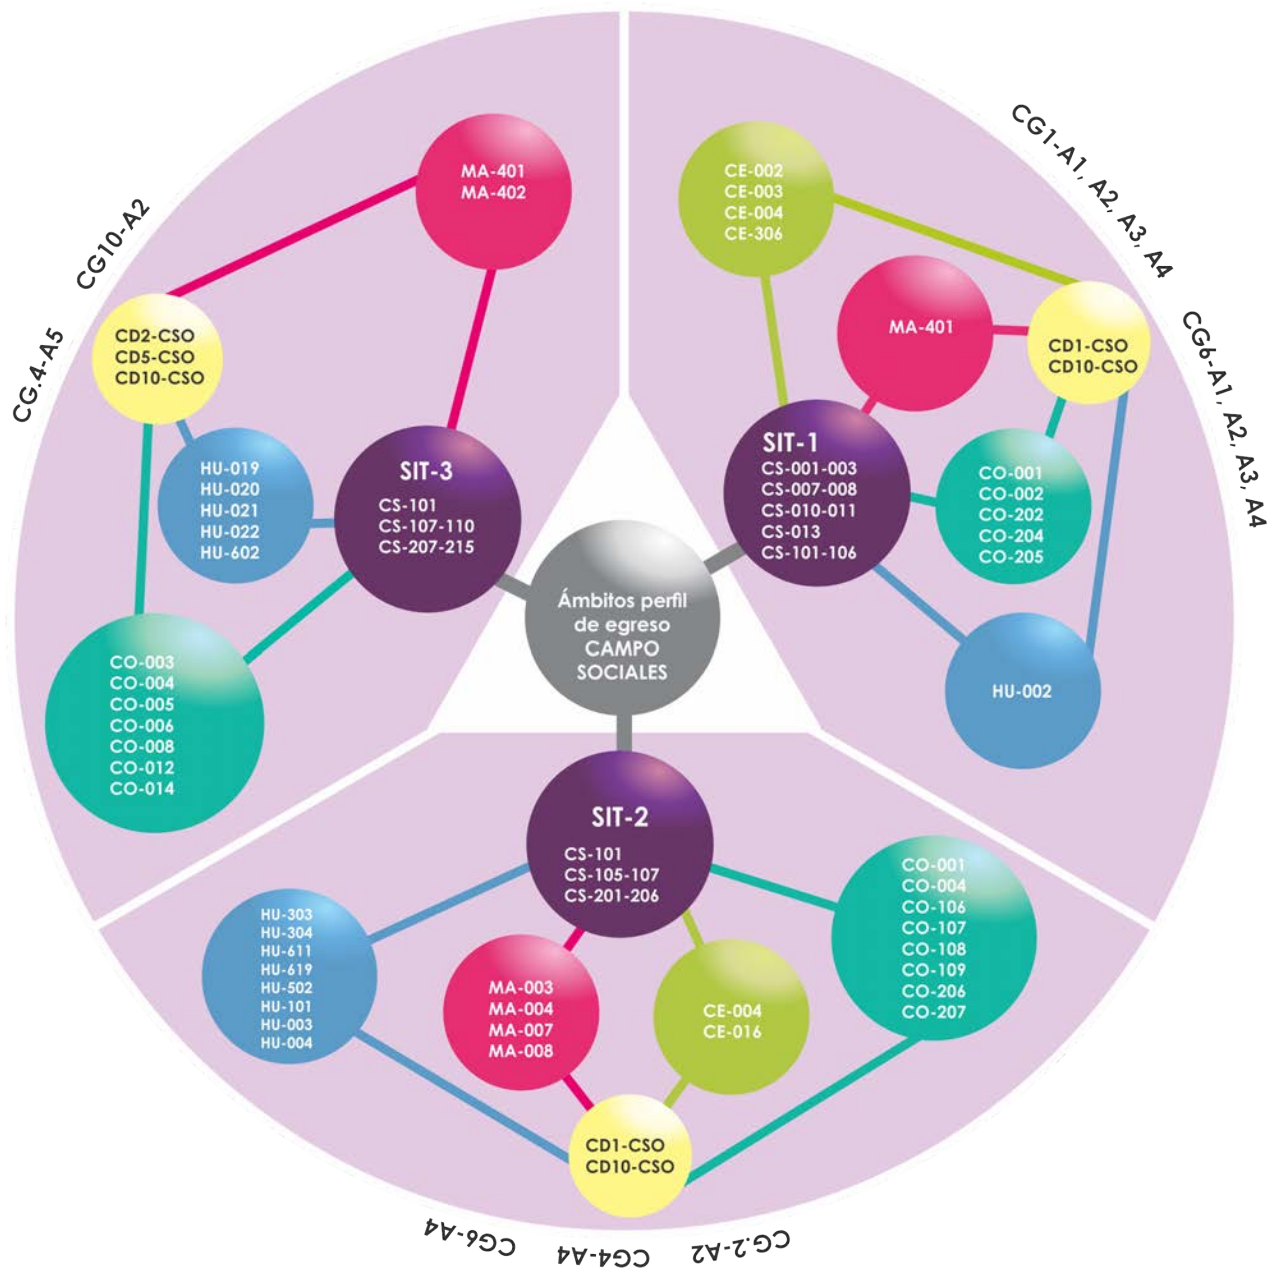 CG10-A2
CG.4-A5
MA-401
MA-402
CD2-CSO
CD5-CSO
CD10-CSO
HU-019
HU-020
HU-021
HU-022
HU-602
SIT-3
CS-101
CS-107-110
CS-207-215
CO-003
CO-004
CO-005
CO-006
CO-008
CO-012
CO-014
CG1-A1, A2, A3, A4
CG6-A1, A2, A3, A4
CE-002
CE-003
CE-004
CE-306
MA-401
CD1-CSO
CD10-CSO
SIT-1
CS-001-003
CS-007-008
CS-010-011
CS-013
CS-101-106
CO-001
CO-002
CO-202
CO-204
CO-205
HU-002
Ámbitos perfil
de egreso
CAMPO
SOCIALES
SIT-2
CS-101
CS-105-107
CS-201-206
HU-303
HU-304
HU-611
HU-619
HU-502
HU-101
HU-003
HU-004
MA-003
MA-004
MA-007
MA-008
CE-004
CE-016
CO-001
CO-004
CO-106
CO-107
CO-108
CO-109
CO-206
CO-207
CD1-CSO
CD10-CSO
CG6-A4
CG4-A4
CG.2-A2